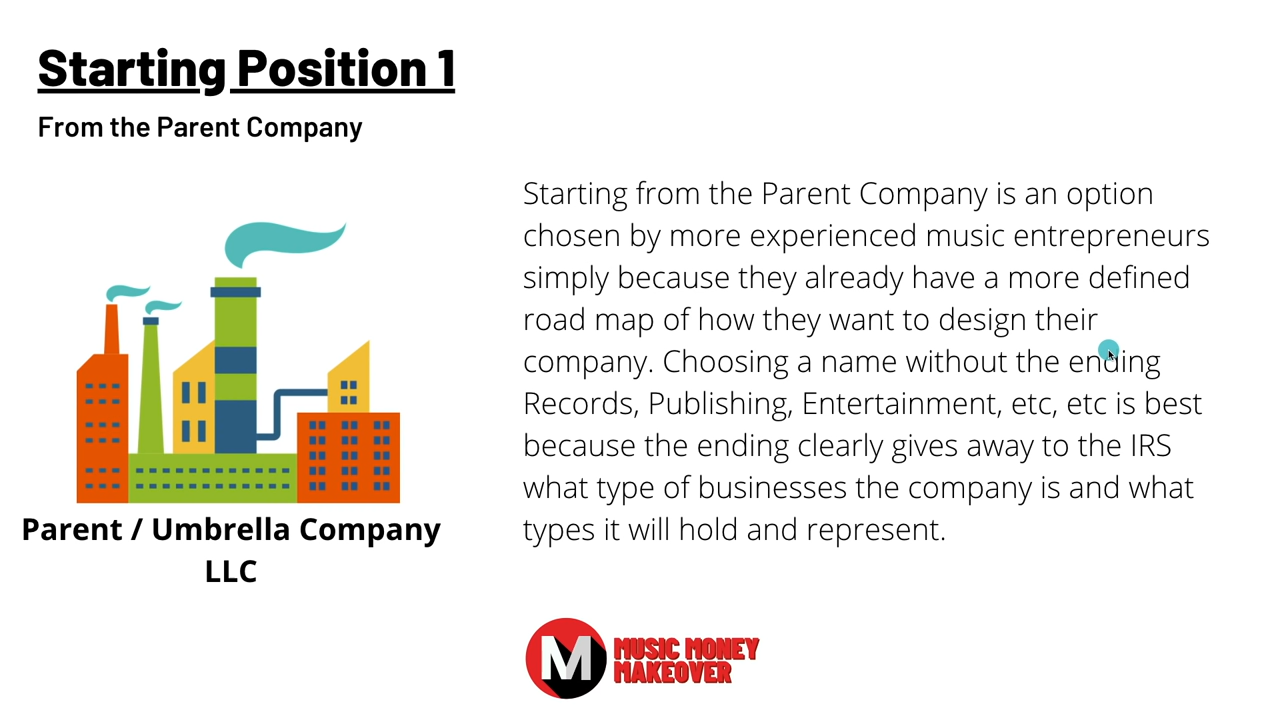 Starting Position 1
From the Parent Company
Starting from the Parent Company is an option
chosen by more experienced music entrepreneurs
simply because they already have a more defined
road map of how they want to design their
company. Choosing a name without the ending
Records, Publishing, Entertainment, etc, etc is best
because the ending clearly gives away to the IRS
what type of businesses the company is and what
types it will hold and represent.
Parent / Umbrella Company
LLC
M
MUSIC MONEY
MAKEOVER